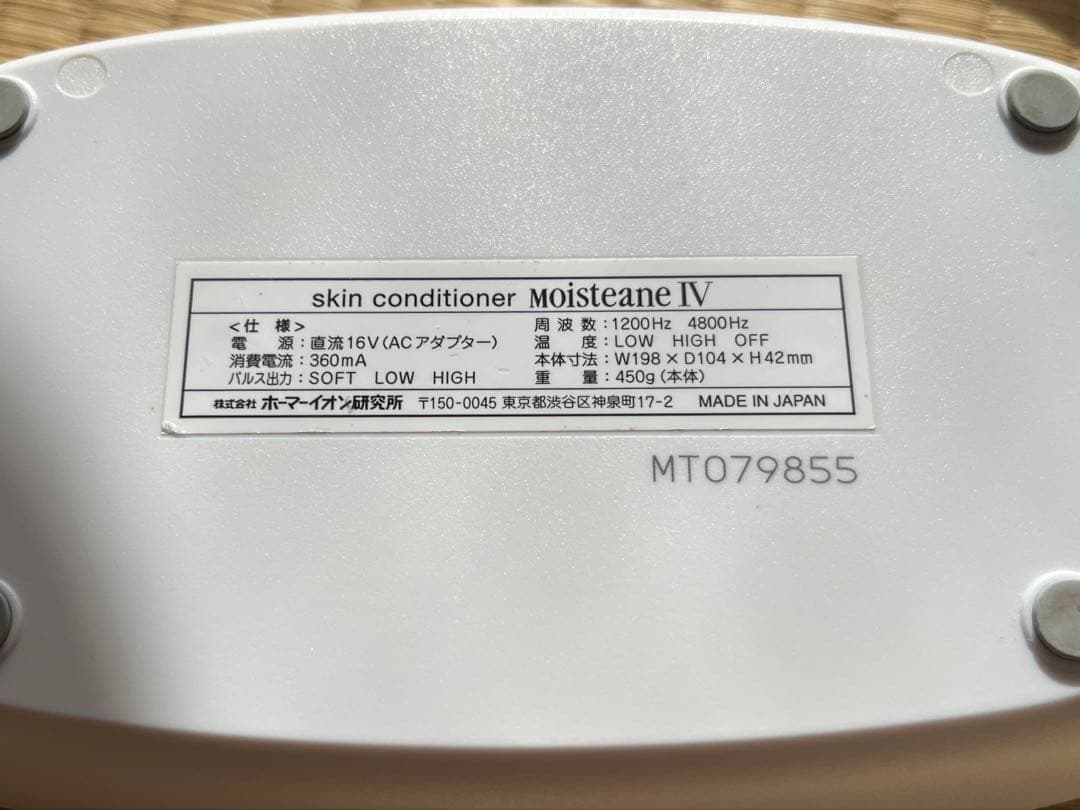 skin conditioner Moisteane IV
<仕 様>
電 源：直流16V(ACアダプター)
消費電流：360mA
パルス出力：SOFT LOW HIGH
周 波 数：1200Hz 4800Hz
温 度：LOW HIGH OFF
本体寸法：W198×D104×H42mm
重 量：450g(本体)
株式会社 ホーマーイオン研究所 〒150-0045 東京都渋谷区神泉町17-2 MADE IN JAPAN
MT079855